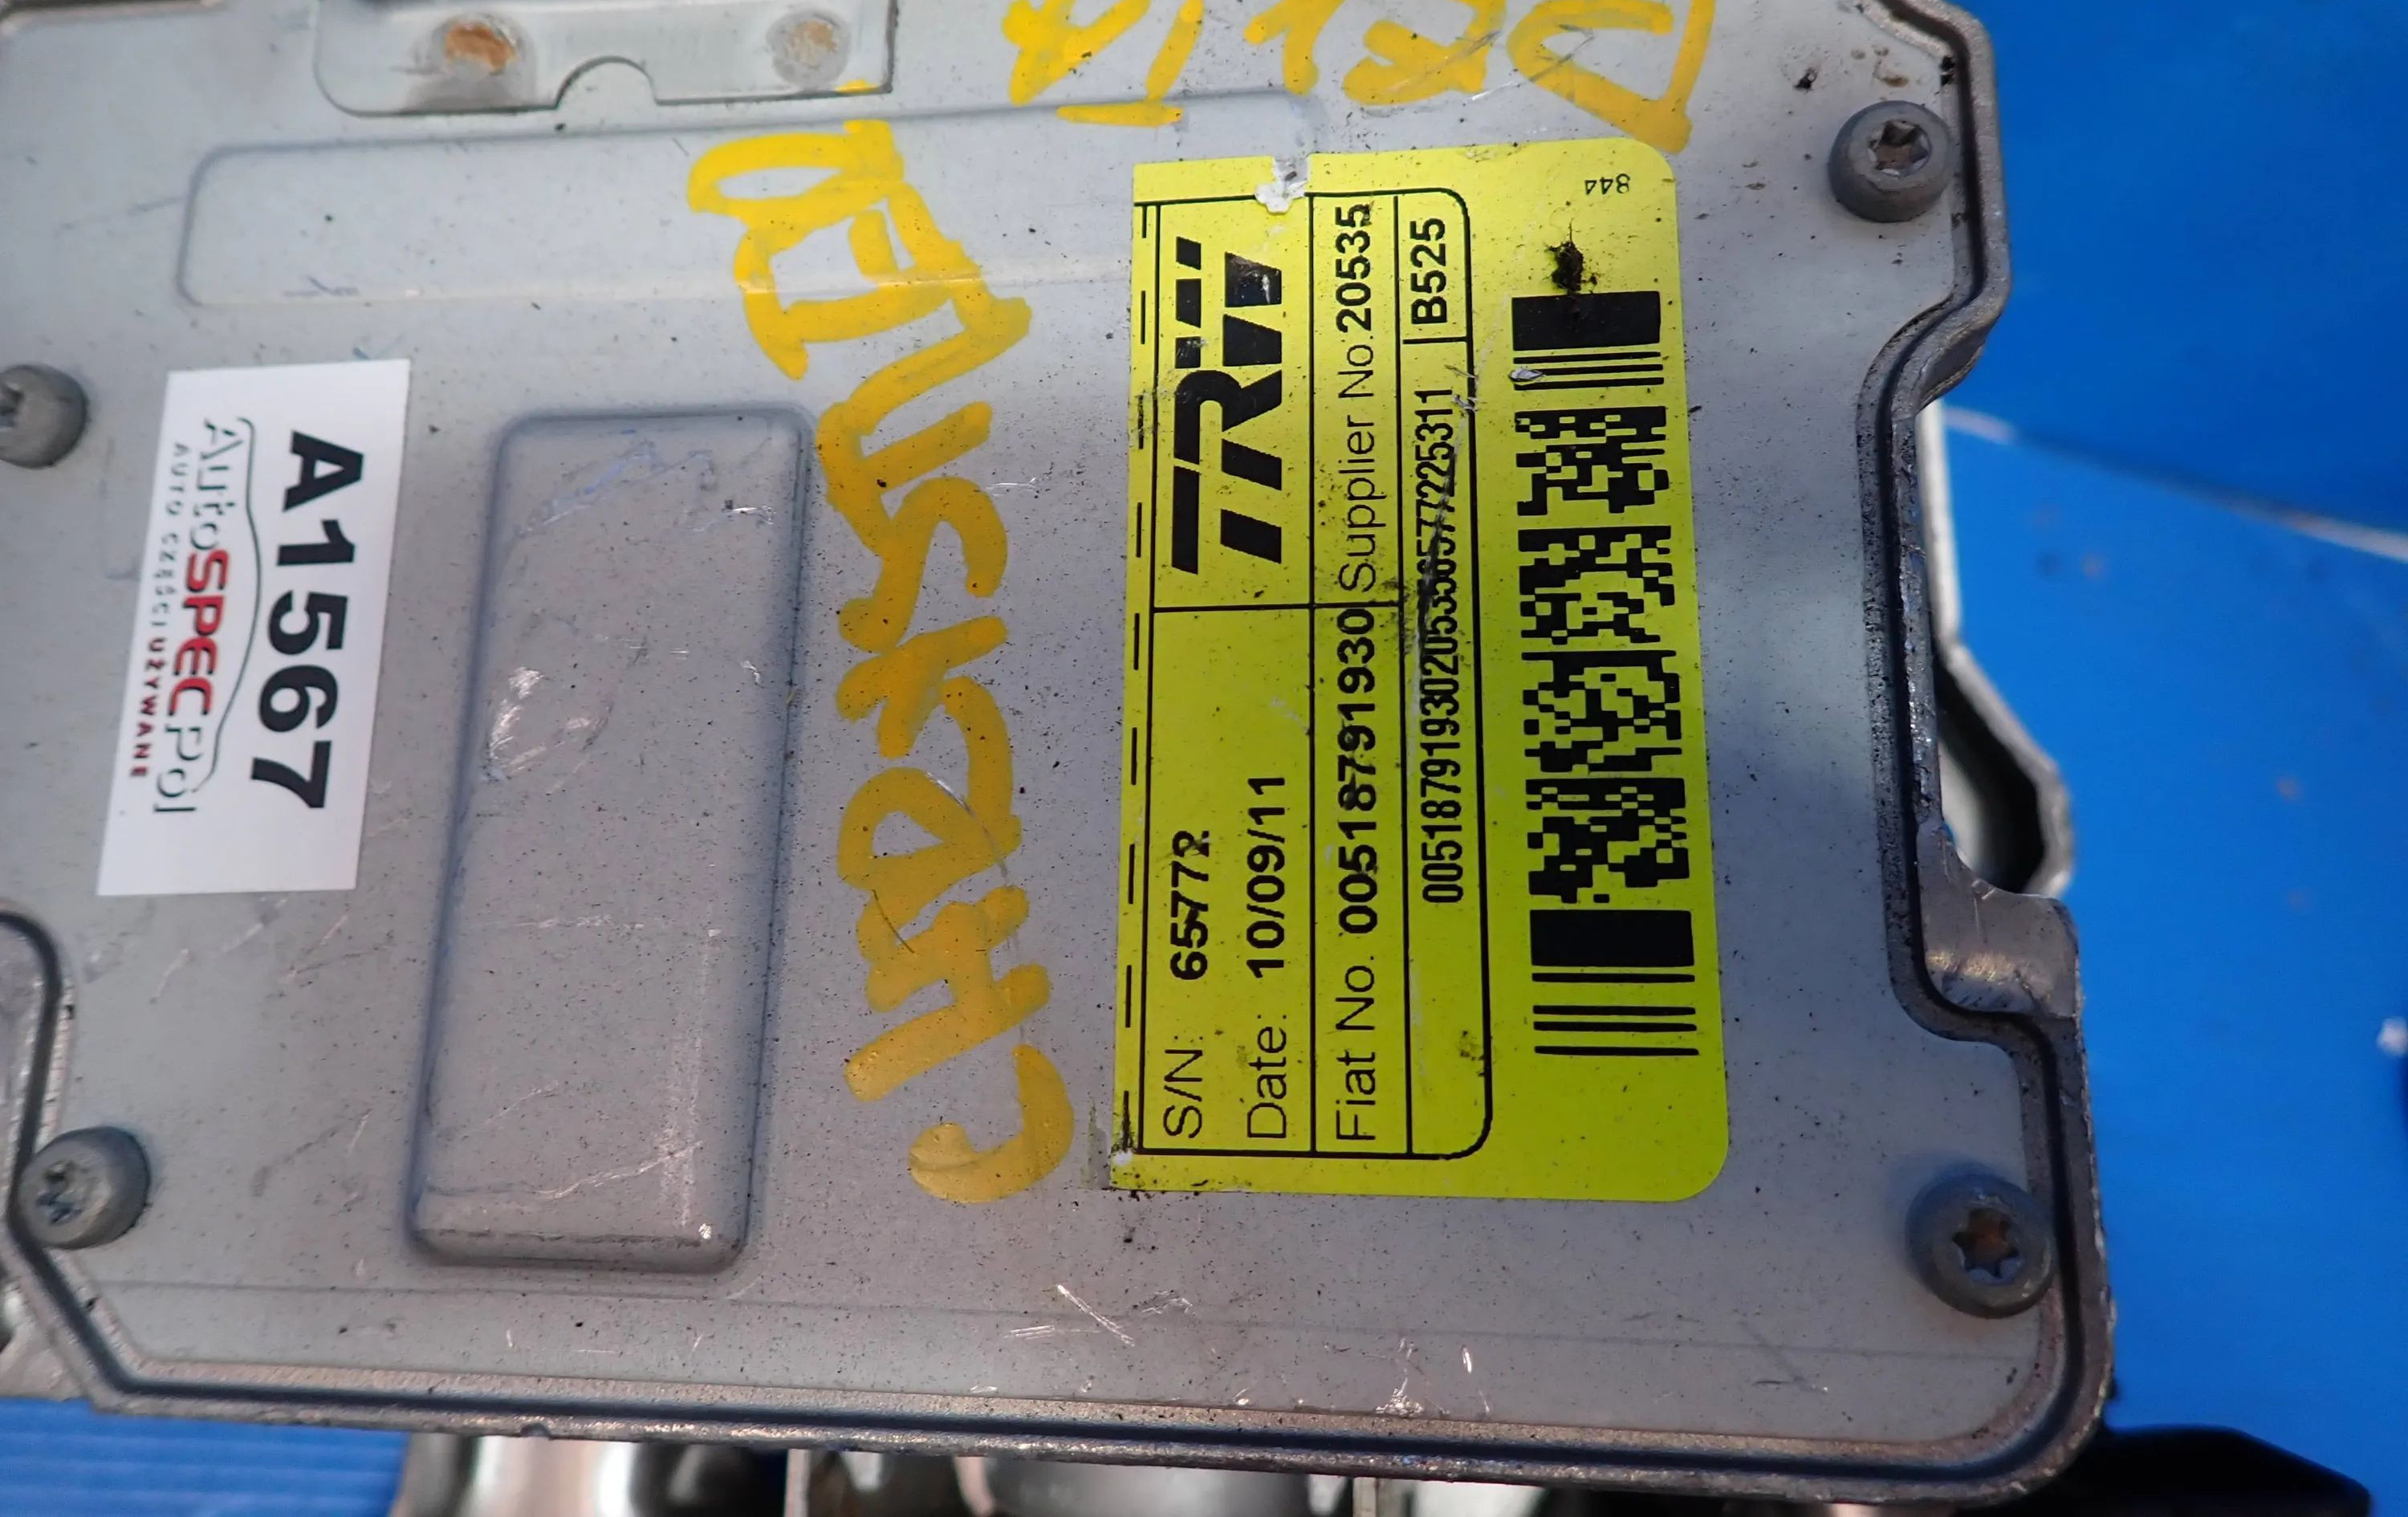 A1567
AutoSPECPol
AUTO CZĘŚCI UŻYWANE
TRW
S/N: 65772
Date: 10/09/11
Fiat No. 00518791930
Supplier No.20535
B525
844
DELTA